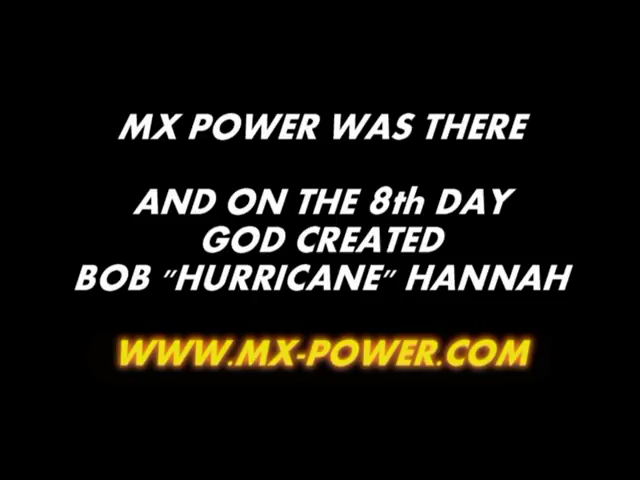 MX POWER WAS THERE
AND ON THE 8th DAY
GOD CREATED
BOB "HURRICANE" HANNAH
WWW.MX-POWER.COM